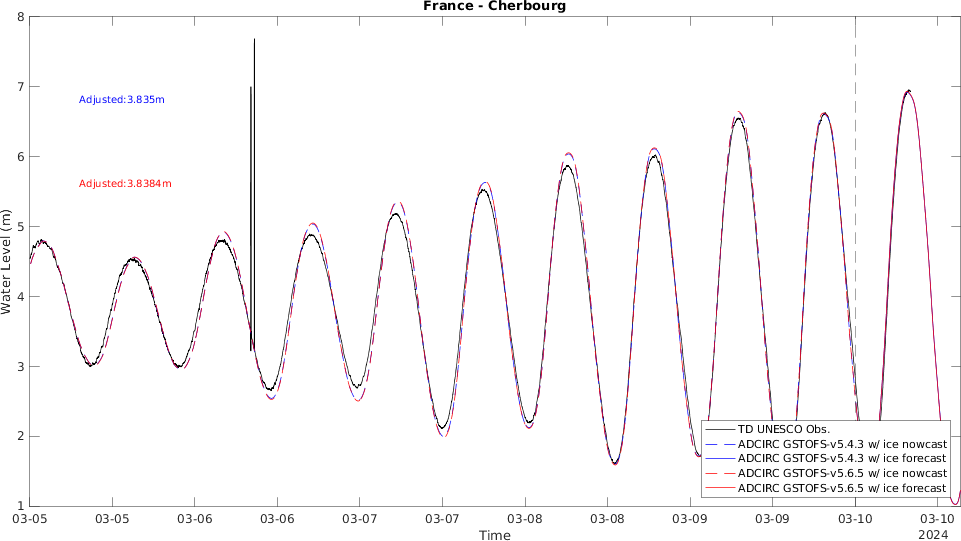 France - Cherbourg
8
7
6
5
4
3
2
1
Water Level (m)
Adjusted:3.835m
Adjusted:3.8384m
TD UNESCO Obs.
ADCIRC GSTOFS-v5.4.3 w/ ice nowcast
ADCIRC GSTOFS-v5.4.3 w/ ice forecast
ADCIRC GSTOFS-v5.6.5 w/ ice nowcast
ADCIRC GSTOFS-v5.6.5 w/ ice forecast
03-05 03-05 03-06 03-06 03-07 03-07 03-08 03-08 03-09 03-09 03-10 03-10
Time
2024